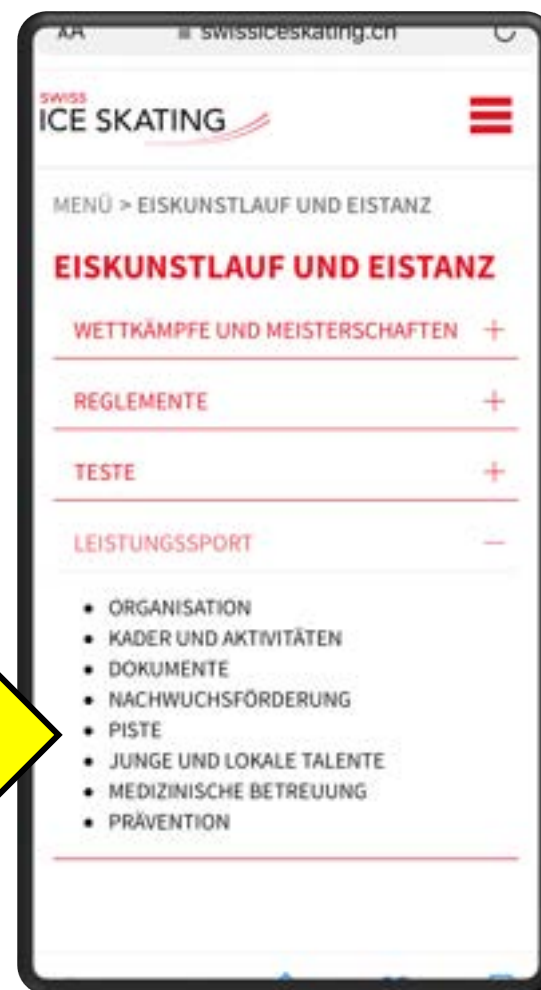 AA swissiceskating.ch
SWISS
ICE SKATING
MENÜ > EISKUNSTLAUF UND EISTANZ
EISKUNSTLAUF UND EISTANZ
WETTKÄMPFE UND MEISTERSCHAFTEN +
REGLEMENTE +
TESTE +
LEISTUNGSSPORT —
• ORGANISATION
• KADER UND AKTIVITÄTEN
• DOKUMENTE
• NACHWUCHSFÖRDERUNG
• PISTE
• JUNGE UND LOKALE TALENTE
• MEDIZINISCHE BETREUUNG
• PRÄVENTION